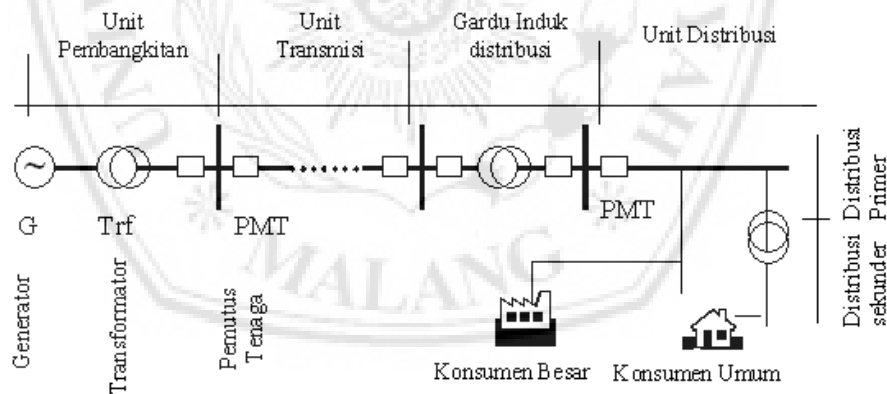 Unit
Pembangkitan
Unit
Transmisi
Gardu Induk
distribusi
Unit Distribusi
~
G
Trf
PMT
PMT
Generator
Transformator
Pemutus
Tenaga
Distribusi
Primer
Distribusi
sekunder
Konsumen Besar
Konsumen Umum
MALANG